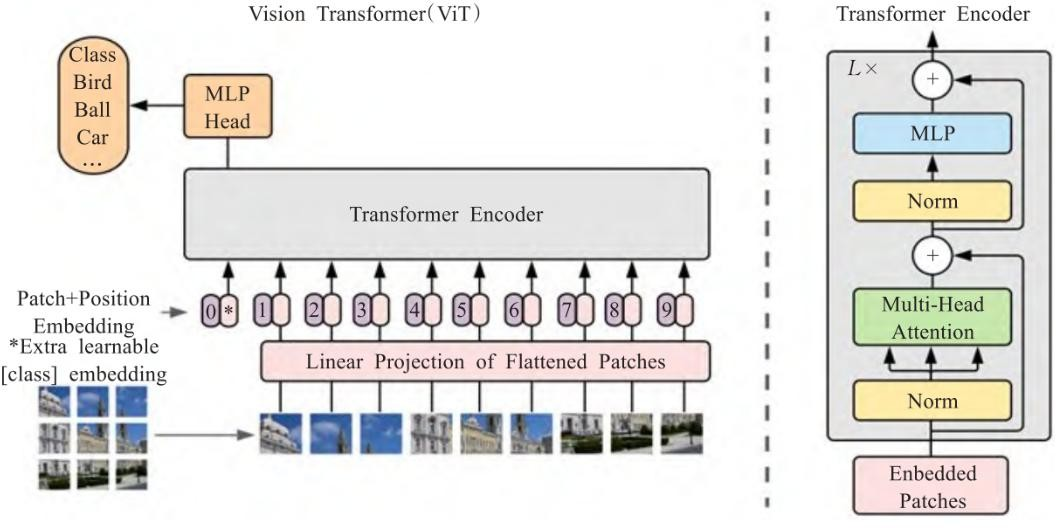 Vision Transformer(ViT)
Class
Bird
Ball
Car
...
MLP
Head
Transformer Encoder
Patch+Position
Embedding
*Extra learnable
[class] embedding
0 *
1
2
3
4
5
6
7
8
9
Linear Projection of Flattened Patches
Transformer Encoder
L×
+
MLP
Norm
+
Multi-Head
Attention
Norm
Enbedded
Patches